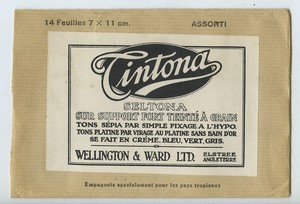 14 Feuilles 7 × 11 cm. ASSORTI
Tintona
SELTONA
SUR SUPPORT FORT TEINTÉ À GRAIN
TONS SÉPIA PAR SIMPLE FIXAGE A L'HYPO.
TONS PLATINE PAR VIRAGE AU PLATINE SANS BAIN D'OR
SE FAIT EN CRÉME, BLEU, VERT, GRIS.
WELLINGTON & WARD LTD. ELSTREE ANGLETERRE
Empaqueté spécialement pour les pays tropicaux